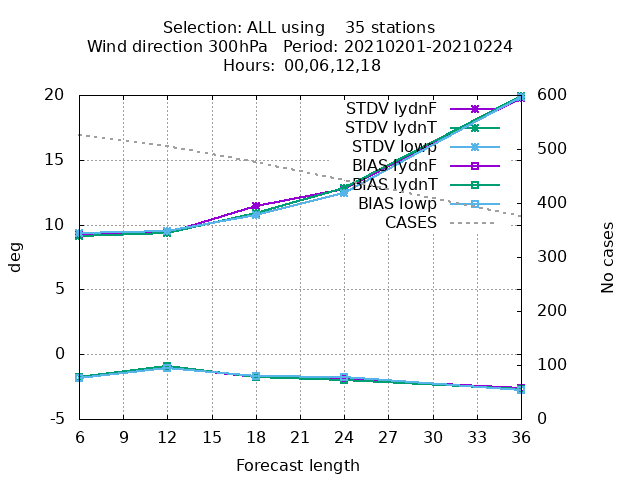 Selection: ALL using    35 stations
Wind direction 300hPa   Period: 20210201-20210224
Hours: 00,06,12,18
20
15
10
5
0
-5
deg
STDV lydnF
STDV lydnT
STDV lowp
BIAS lydnF
BIAS lydnT
BIAS lowp
CASES
600
500
400
300
200
100
0
No cases
6 9 12 15 18 21 24 27 30 33 36
Forecast length